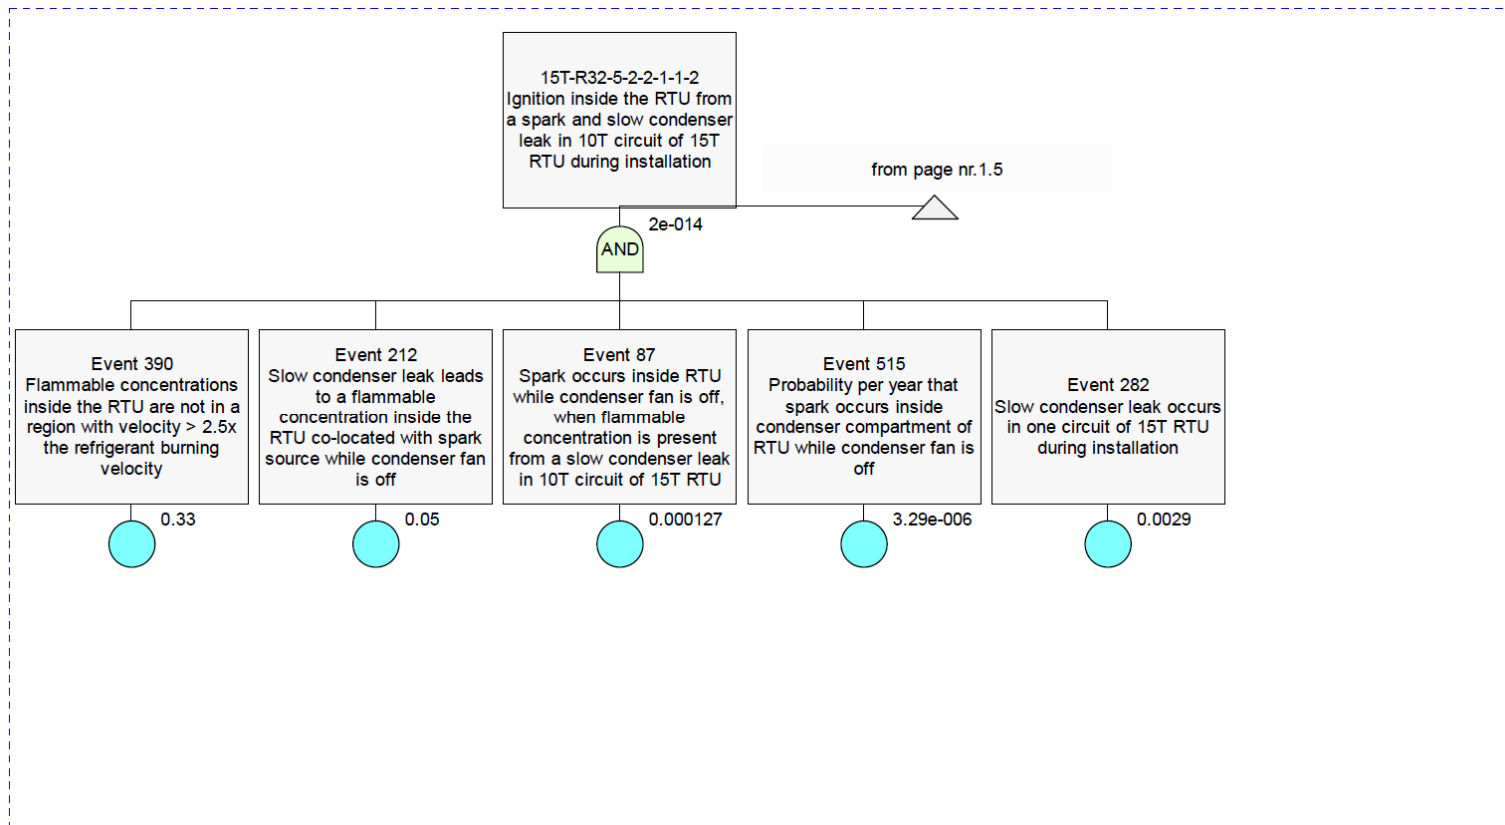 15T-R32-5-2-2-1-1-2
Ignition inside the RTU from
a spark and slow condenser
leak in 10T circuit of 15T
RTU during installation
from page nr.1.5
2e-014
AND
Event 390
Flammable concentrations
inside the RTU are not in a
region with velocity > 2.5x
the refrigerant burning
velocity
0.33
Event 212
Slow condenser leak leads
to a flammable
concentration inside the
RTU co-located with spark
source while condenser fan
is off
0.05
Event 87
Spark occurs inside RTU
while condenser fan is off,
when flammable
concentration is present
from a slow condenser leak
in 10T circuit of 15T RTU
0.000127
Event 515
Probability per year that
spark occurs inside
condenser compartment of
RTU while condenser fan is
off
3.29e-006
Event 282
Slow condenser leak occurs
in one circuit of 15T RTU
during installation
0.0029